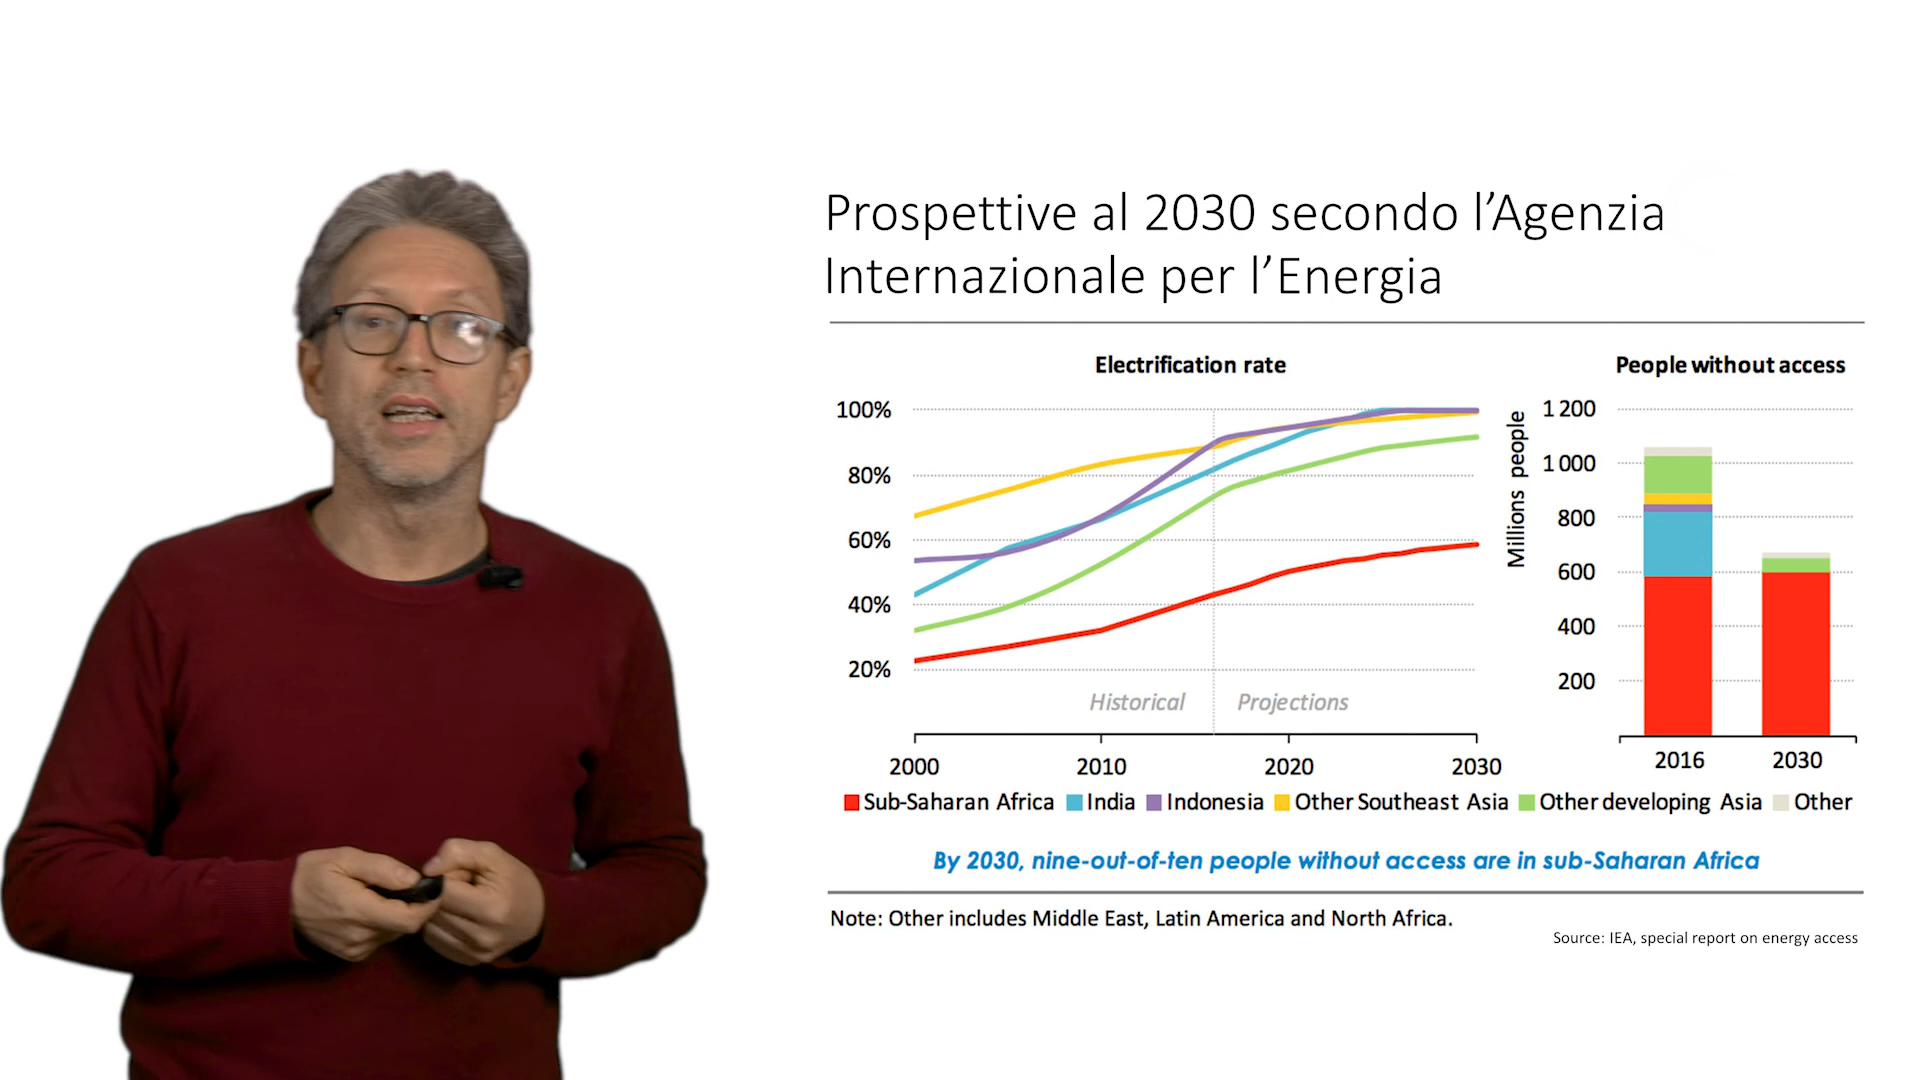 Prospettive al 2030 secondo l’Agenzia
Internazionale per l’Energia
Electrification rate
100%
80%
60%
40%
20%
Historical
Projections
2000 2010 2020 2030
People without access
Millions people
1 200
1 000
800
600
400
200
2016 2030
Sub-Saharan Africa India Indonesia Other Southeast Asia Other developing Asia Other
By 2030, nine-out-of-ten people without access are in sub-Saharan Africa
Note: Other includes Middle East, Latin America and North Africa.
Source: IEA, special report on energy access